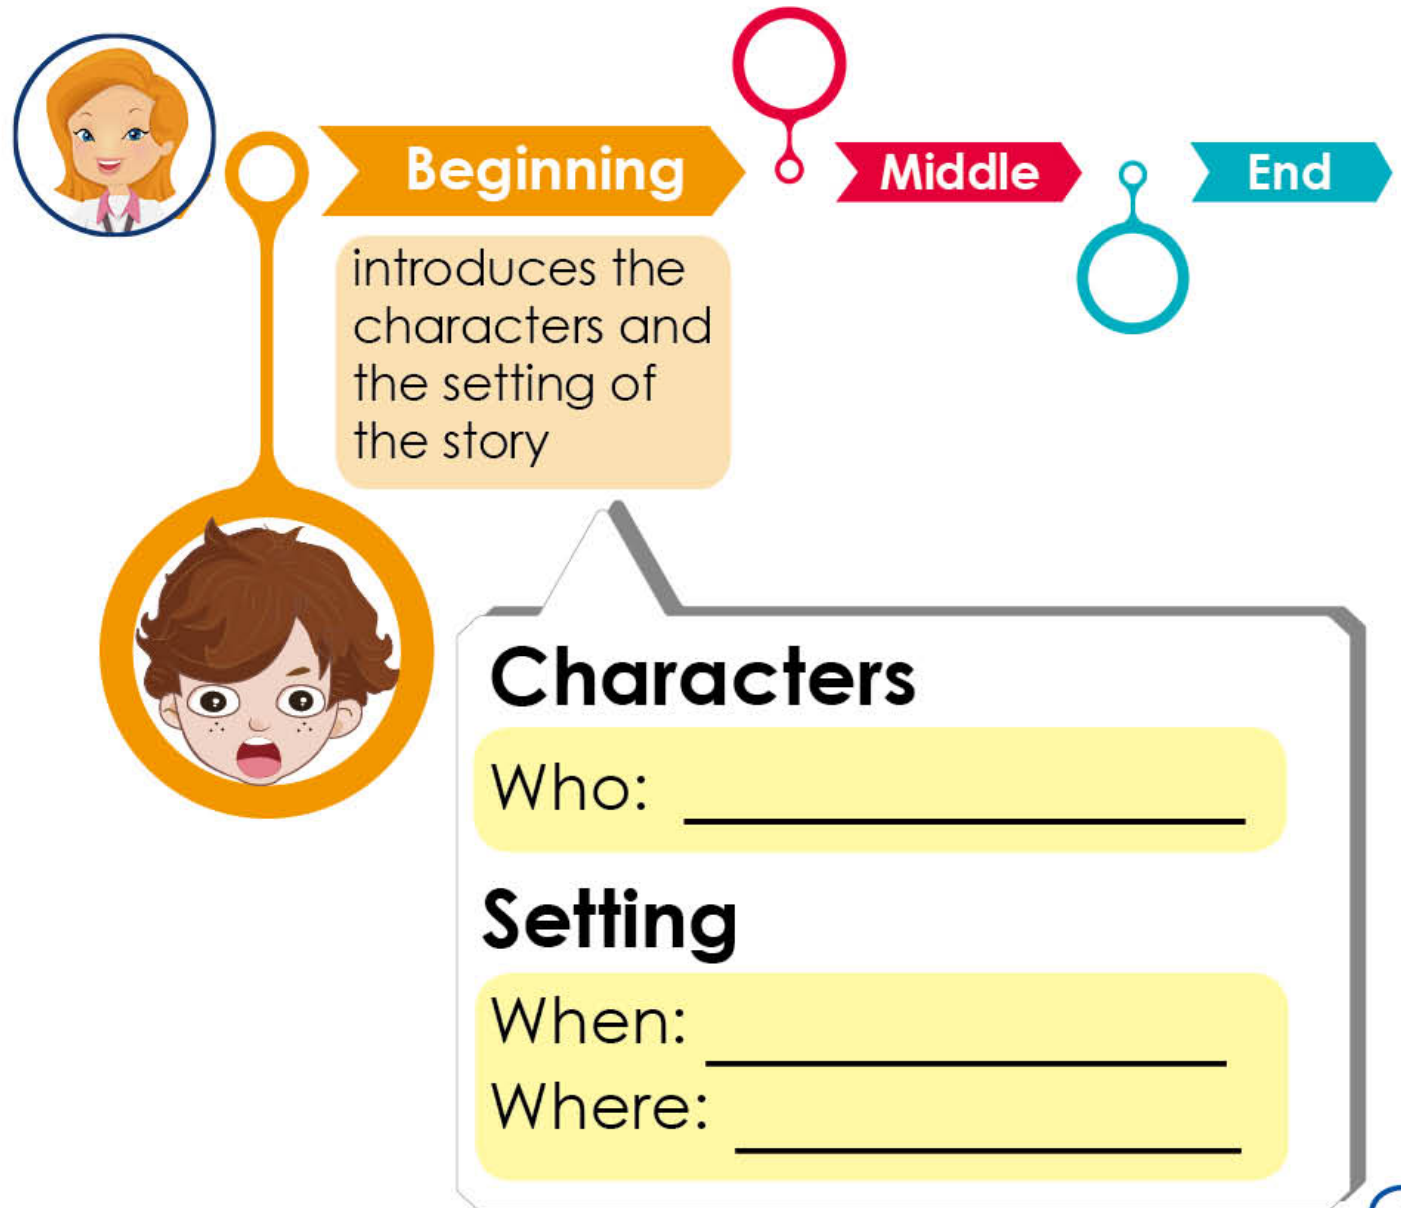 Beginning
Middle
End
introduces the
characters and
the setting of
the story
Characters
Who:
Setting
When:
Where: